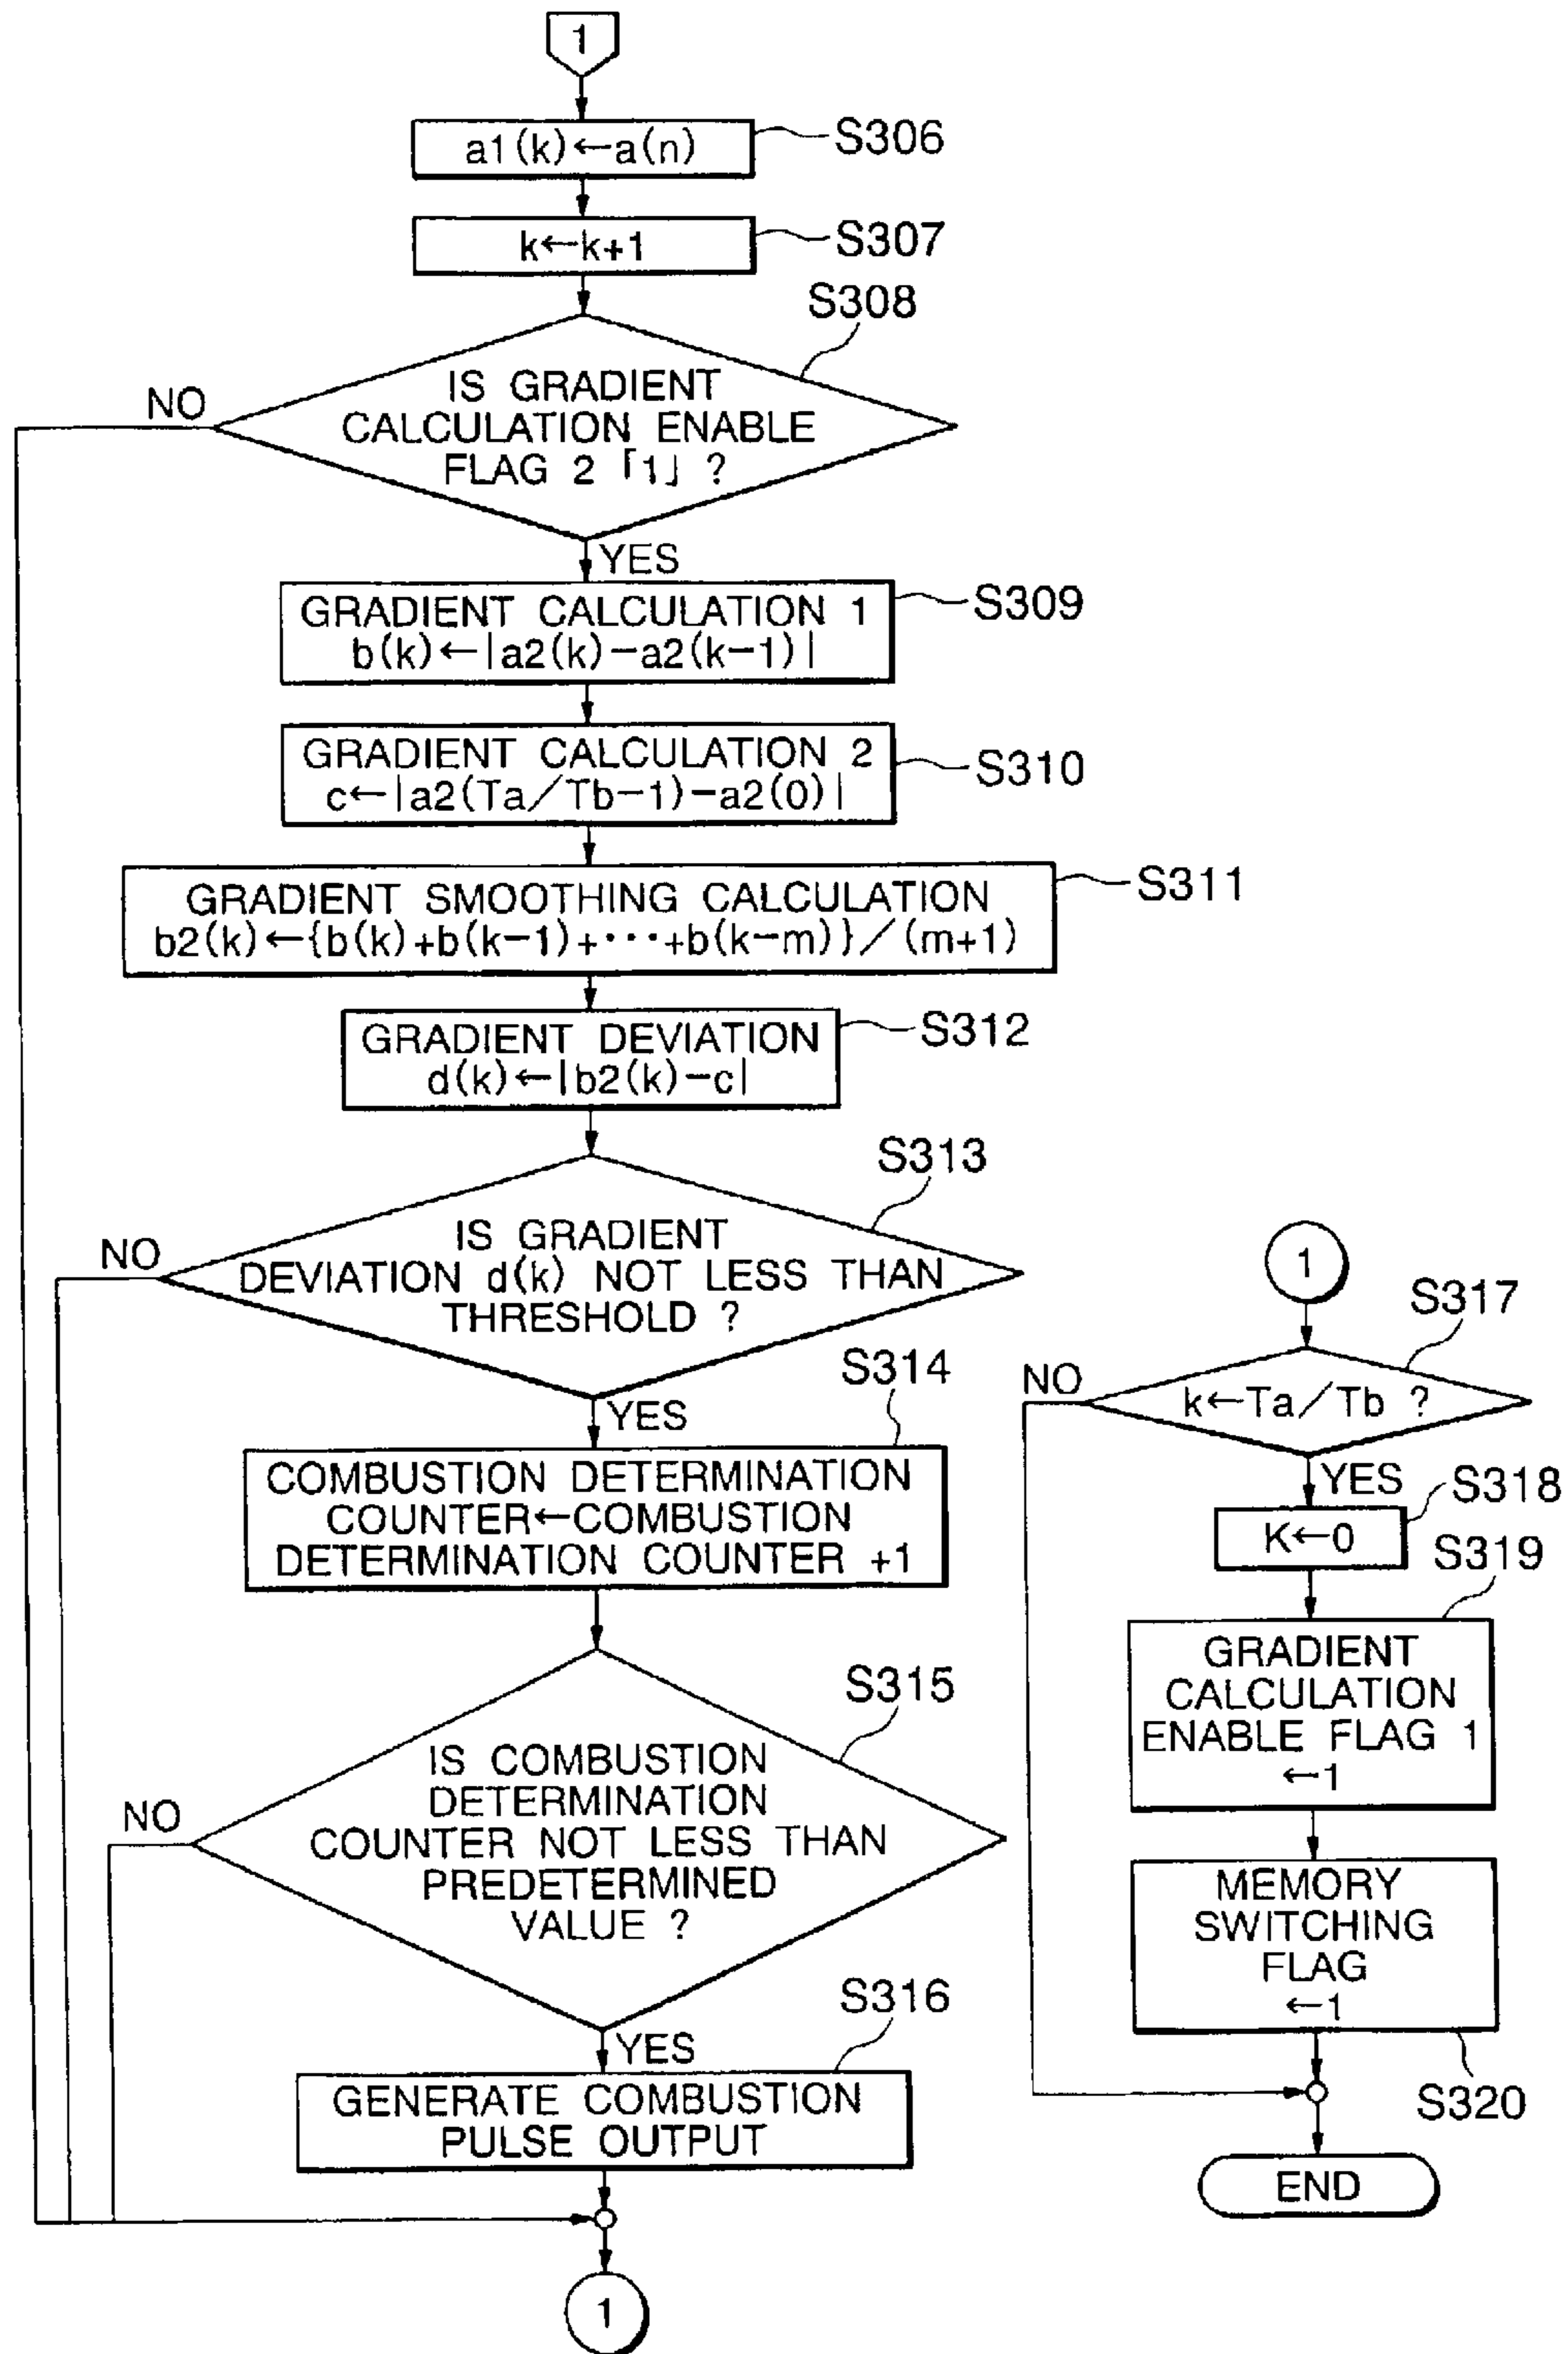 1
a1(k)←a(n)
S306
k←k+1
S307
S308
IS GRADIENT
CALCULATION ENABLE
FLAG 2「1」?
NO
YES
GRADIENT CALCULATION 1
b(k)←|a2(k)-a2(k-1)|
S309
GRADIENT CALCULATION 2
c←|a2(Ta/Tb-1)-a2(0)|
S310
GRADIENT SMOOTHING CALCULATION
b2(k)←{b(k)+b(k-1)+···+b(k-m)}/(m+1)
S311
GRADIENT DEVIATION
d(k)←|b2(k)-c|
S312
S313
IS GRADIENT
DEVIATION d(k) NOT LESS THAN
THRESHOLD ?
NO
YES
S314
COMBUSTION DETERMINATION
COUNTER←COMBUSTION
DETERMINATION COUNTER +1
S315
IS COMBUSTION
DETERMINATION
COUNTER NOT LESS THAN
PREDETERMINED
VALUE ?
NO
YES
S316
GENERATE COMBUSTION
PULSE OUTPUT
1
1
S317
k←Ta/Tb ?
NO
YES
S318
K←0
S319
GRADIENT
CALCULATION
ENABLE FLAG 1
←1
MEMORY
SWITCHING
FLAG
←1
S320
END